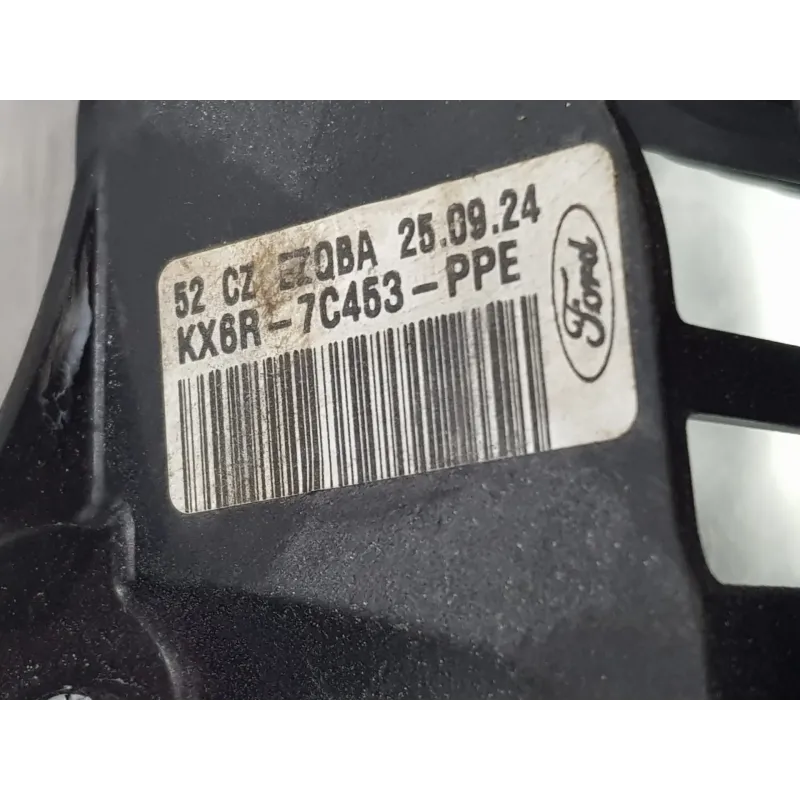 52 CZ EZQBA 25.09.24
KX6R-7C453-PPE
Ford